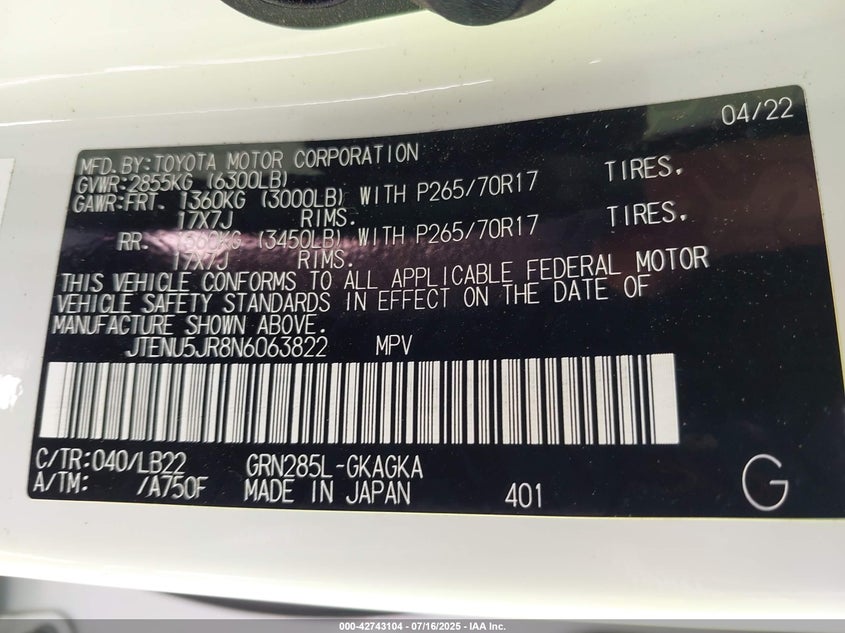 04/22
MFD.BY:TOYOTA MOTOR CORPORATION
GVWR:2855KG (6300LB)
GAWR:FRT. 1360KG (3000LB) WITH P265/70R17 TIRES.
17X7J RIMS.
RR. (3450LB) WITH P265/70R17 TIRES.
17X7J RIMS.
THIS VEHICLE CONFORMS TO ALL APPLICABLE FEDERAL MOTOR
VEHICLE SAFETY STANDARDS IN EFFECT ON THE DATE OF
MANUFACTURE SHOWN ABOVE.
JTENU5JR8N6063822 MPV
C/TR:040/LB22 GRN285L-GKAGKA
A/TM: /A750F MADE IN JAPAN 401 G
000-42743104 - 07/16/2025 - IAA Inc.